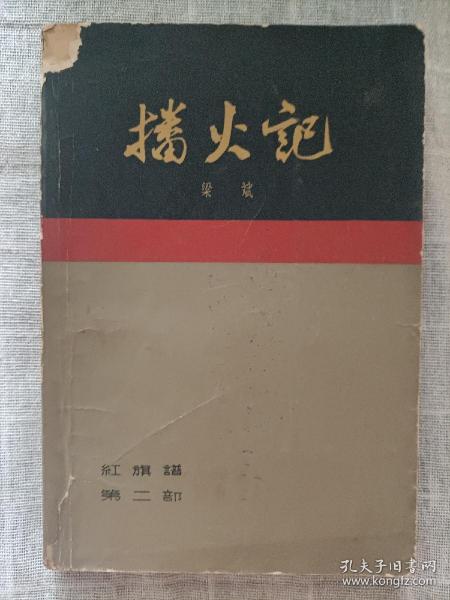 播火記
梁斌
紅旗譜
第二部
孔夫子旧书网
www.kongfz.com